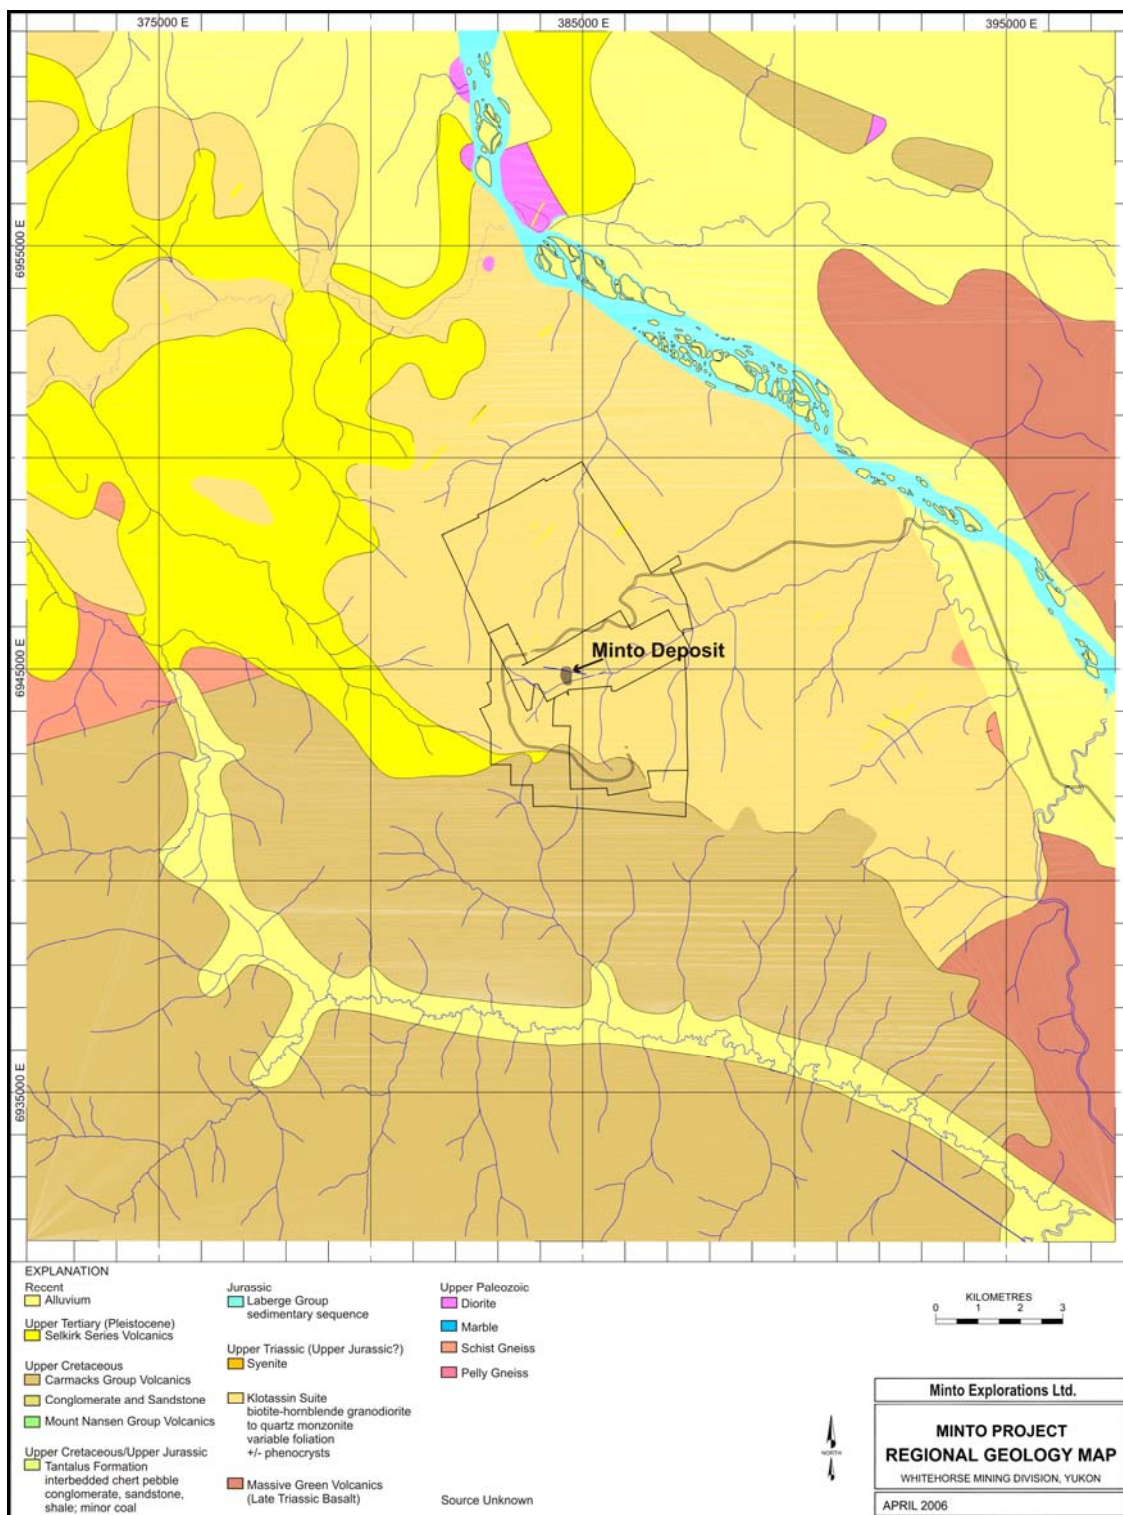 375000 E
385000 E
395000 E
6955000 E
6945000 E
6935000 E
Minto Deposit
EXPLANATION
Recent
Alluvium
Upper Tertiary (Pleistocene)
Selkirk Series Volcanics
Upper Cretaceous
Carmacks Group Volcanics
Conglomerate and Sandstone
Mount Nansen Group Volcanics
Upper Cretaceous/Upper Jurassic
Tantalus Formation
interbedded chert pebble
conglomerate, sandstone,
shale; minor coal
Jurassic
Laberge Group
sedimentary sequence
Upper Triassic (Upper Jurassic?)
Syenite
Klotassin Suite
biotite-hornblende granodiorite
to quartz monzonite
variable foliation
+/- phenocrysts
Massive Green Volcanics
(Late Triassic Basalt)
Upper Paleozoic
Diorite
Marble
Schist Gneiss
Pelly Gneiss
Source Unknown
KILOMETRES
0 1 2 3
NORTH
Minto Explorations Ltd.
MINTO PROJECT
REGIONAL GEOLOGY MAP
WHITEHORSE MINING DIVISION, YUKON
APRIL 2006